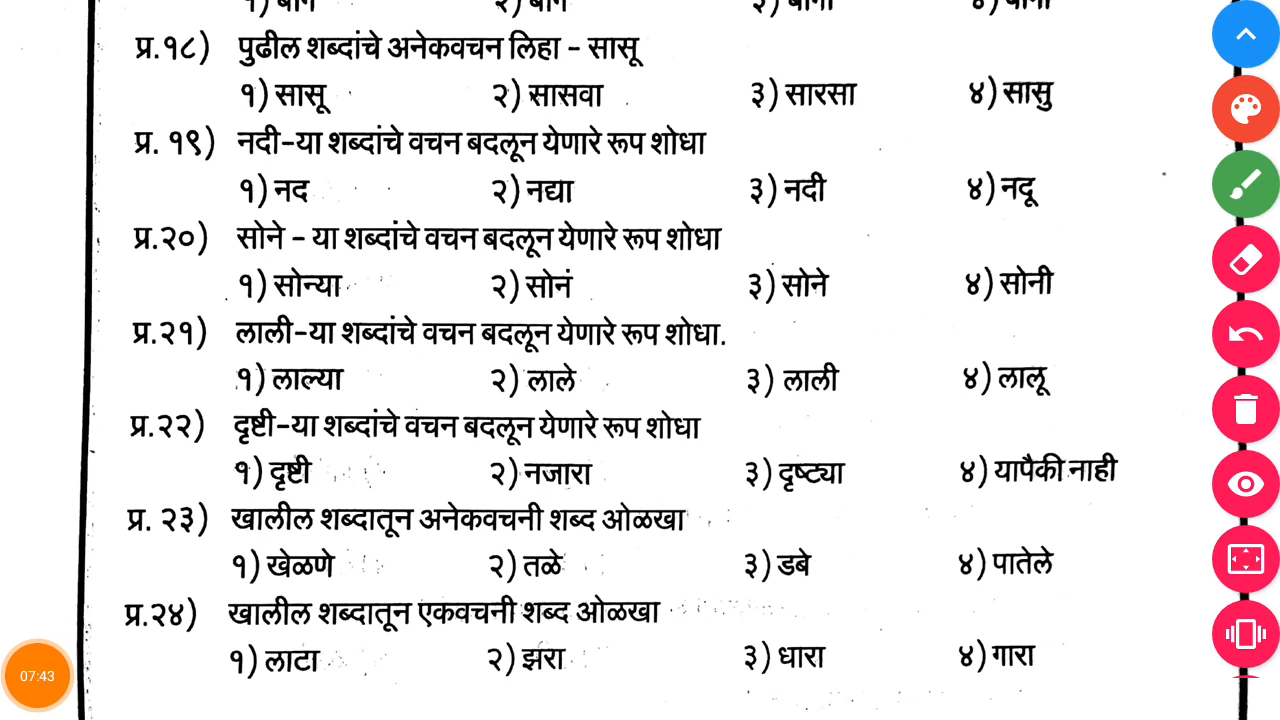 प्र.१८) पुढील शब्दांचे अनेकवचन लिहा - सासू
१) सासू २) सासवा ३) सारसा ४) सासु
प्र. १९) नदी-या शब्दांचे वचन बदलून येणारे रूप शोधा
१) नद २) नद्या ३) नदी ४) नदू
प्र.२०) सोने - या शब्दांचे वचन बदलून येणारे रूप शोधा
१) सोन्या २) सोनं ३) सोने ४) सोनी
प्र.२१) लाली-या शब्दांचे वचन बदलून येणारे रूप शोधा.
१) लाल्या २) लाले ३) लाली ४) लालू
प्र.२२) दृष्टी-या शब्दांचे वचन बदलून येणारे रूप शोधा
१) दृष्टी २) नजारा ३) दृष्ट्या ४) यापैकी नाही
प्र. २३) खालील शब्दातून अनेकवचनी शब्द ओळखा
१) खेळणे २) तळे ३) डबे ४) पातेले
प्र.२४) खालील शब्दातून एकवचनी शब्द ओळखा
१) लाटा २) झरा ३) धारा ४) गारा
07:43